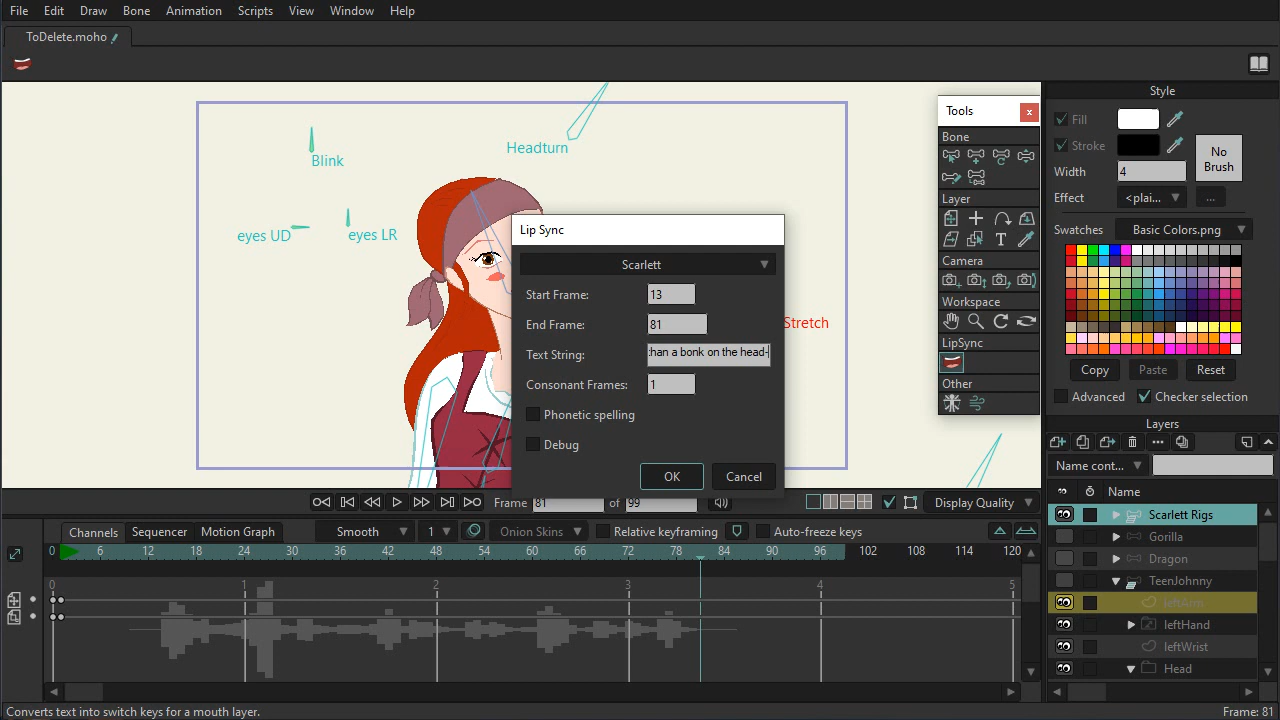 File Edit Draw Bone Animation Scripts View Window Help
ToDelete.moho
Blink
eyes UD
eyes LR
Headturn
Stretch
Lip Sync
Scarlett
Start Frame: 13
End Frame: 81
Text String: than a bonk on the head-
Consonant Frames: 1
Phonetic spelling
Debug
OK Cancel
Tools x
Bone
Layer
Camera
Workspace
LipSync
Other
Style
Fill
Stroke
No Brush
Width 4
Effect <plai... ...
Swatches Basic Colors.png
Copy Paste Reset
Advanced Checker selection
Layers
Name cont...
Name
Scarlett Rigs
Gorilla
Dragon
TeenJohnny
leftArm
leftHand
leftWrist
Head
Frame 81 of 99 Display Quality
Channels Sequencer Motion Graph Smooth 1 Onion Skins Relative keyframing Auto-freeze keys
0 6 12 18 24 30 36 42 48 54 60 66 72 78 84 90 96 102 108 114 120
0 1 2 3 4 5
Converts text into switch keys for a mouth layer. Frame: 81